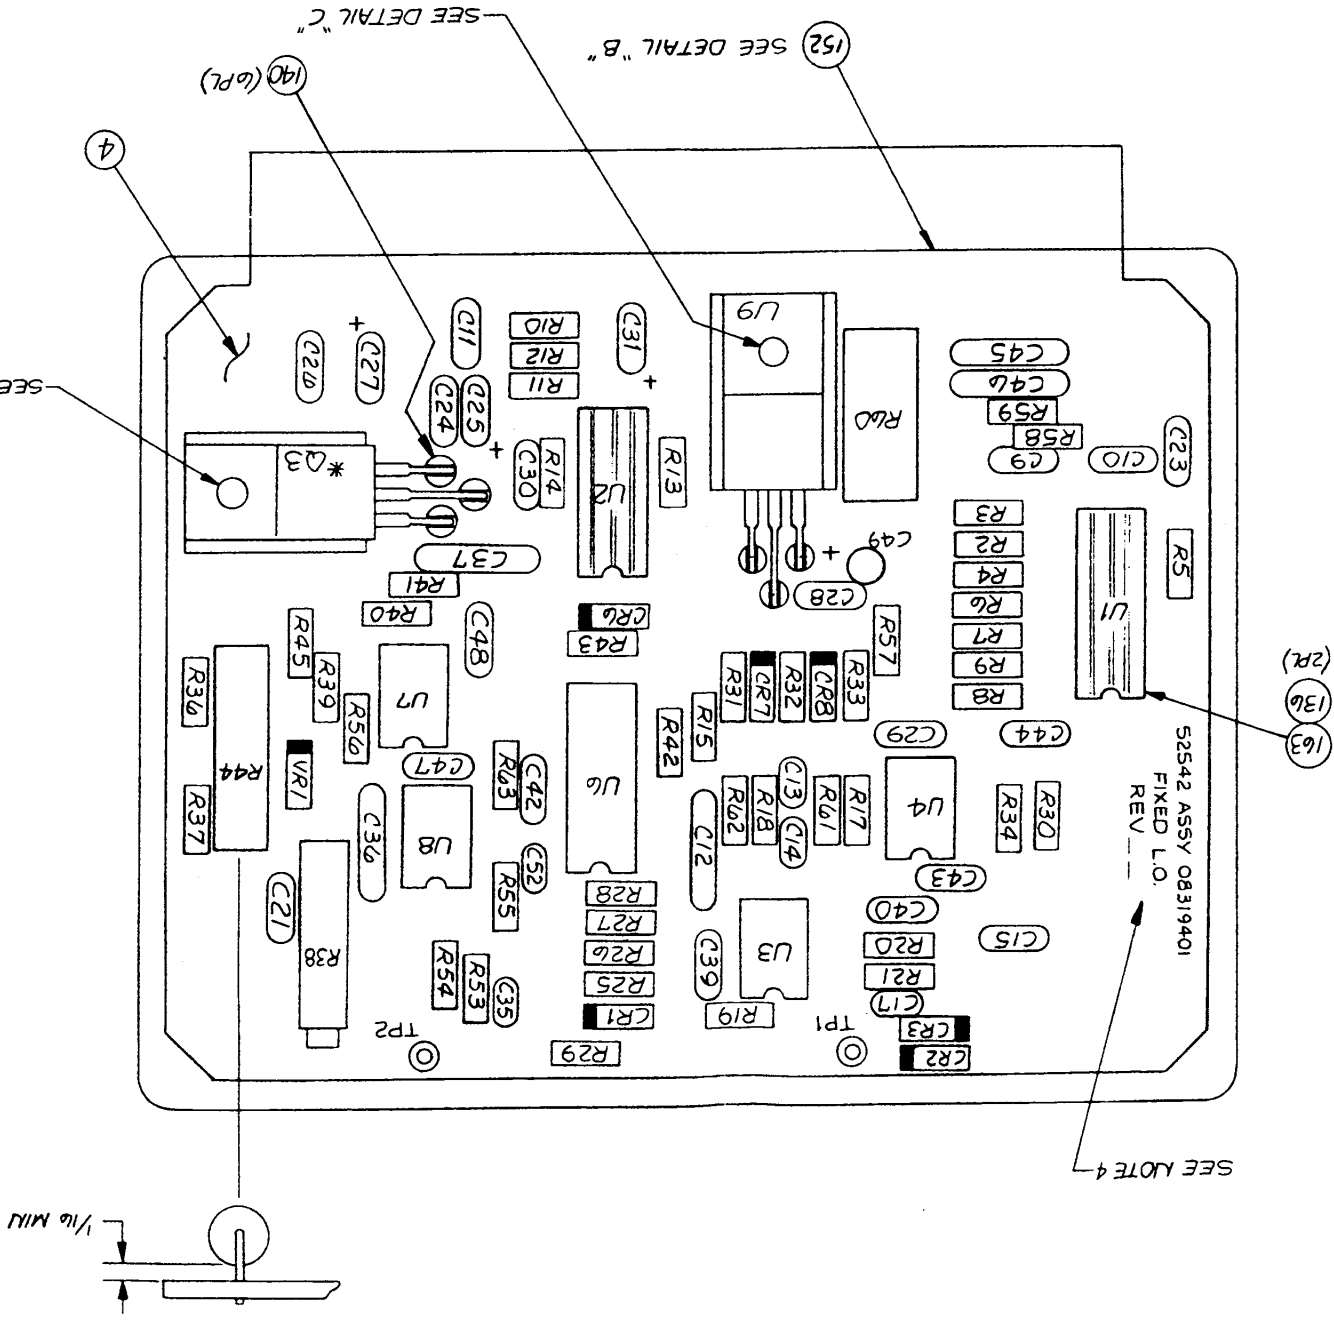 SEE DETAIL "C"
152 SEE DETAIL "B"
140 (6PL)
4
SEE
C26
+
C27
C11
R10
R12
R11
C31
+
U9
C45
C46
R59
R58
C9
C10
C23
R60
C24
C25
+
C30
R14
U2
R13
*Q3
C37
R41
R40
C48
CR6
R43
+
C49
C28
R57
R3
R2
R4
R6
R7
R9
R8
U1
R5
(2PL)
136
163
R36
R44
R45
R39
R56
U7
VR1
R37
C47
R63
C42
U6
R42
R15
R31
CR7
R32
CR8
R33
C29
C44
C36
U8
C52
R55
C12
R62
R18
C13
C14
R61
R17
U4
R34
R30
C43
52542 ASSY 08319401
FIXED L.O.
REV _ _
C21
R38
R54
R53
C35
R28
R27
R26
R25
CR1
R29
C39
U3
R19
C40
R20
R21
C17
CR3
CR2
C15
TP2
TP1
SEE NOTE 4
1/16 MIN